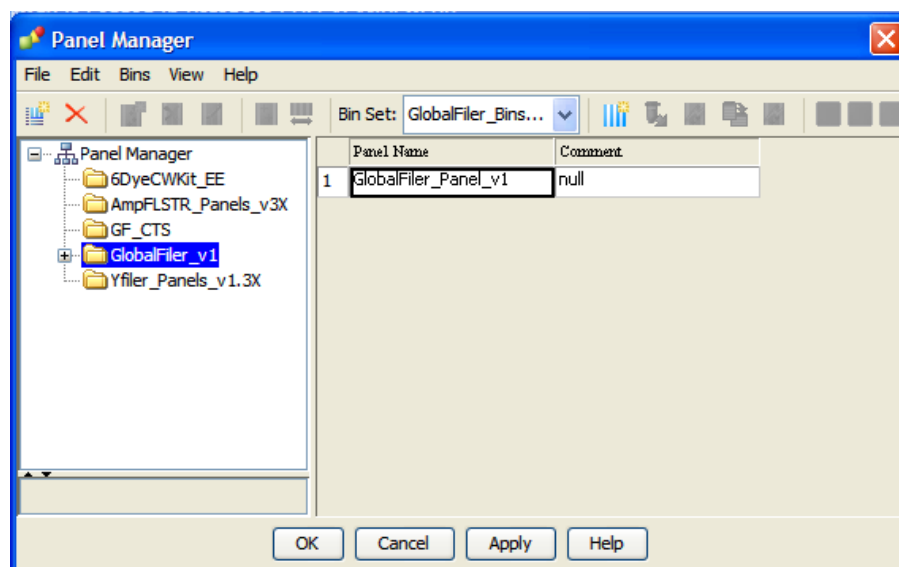 Panel Manager
File Edit Bins View Help
Bin Set: GlobalFiler_Bins...
Panel Manager
6DyeCWKit_EE
AmpFLSTR_Panels_v3X
GF_CTS
GlobalFiler_v1
Yfiler_Panels_v1.3X
Panel Name Comment
1 GlobalFiler_Panel_v1 null
OK Cancel Apply Help